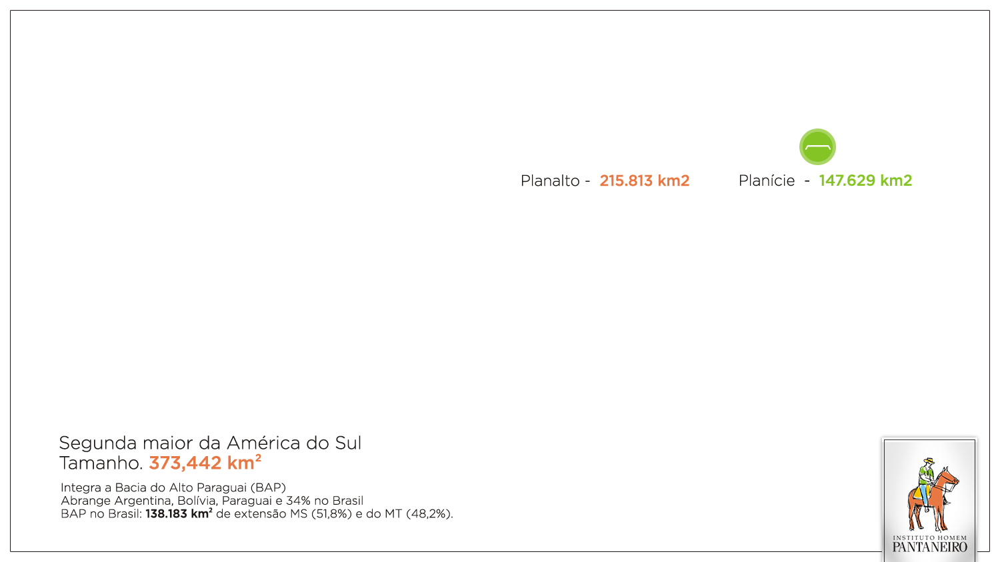 Planalto - 215.813 km2
Planície - 147.629 km2
Segunda maior da América do Sul
Tamanho. 373,442 km²
Integra a Bacia do Alto Paraguai (BAP)
Abrange Argentina, Bolívia, Paraguai e 34% no Brasil
BAP no Brasil: 138.183 km² de extensão MS (51,8%) e do MT (48,2%).
INSTITUTO HOMEM
PANTANEIRO